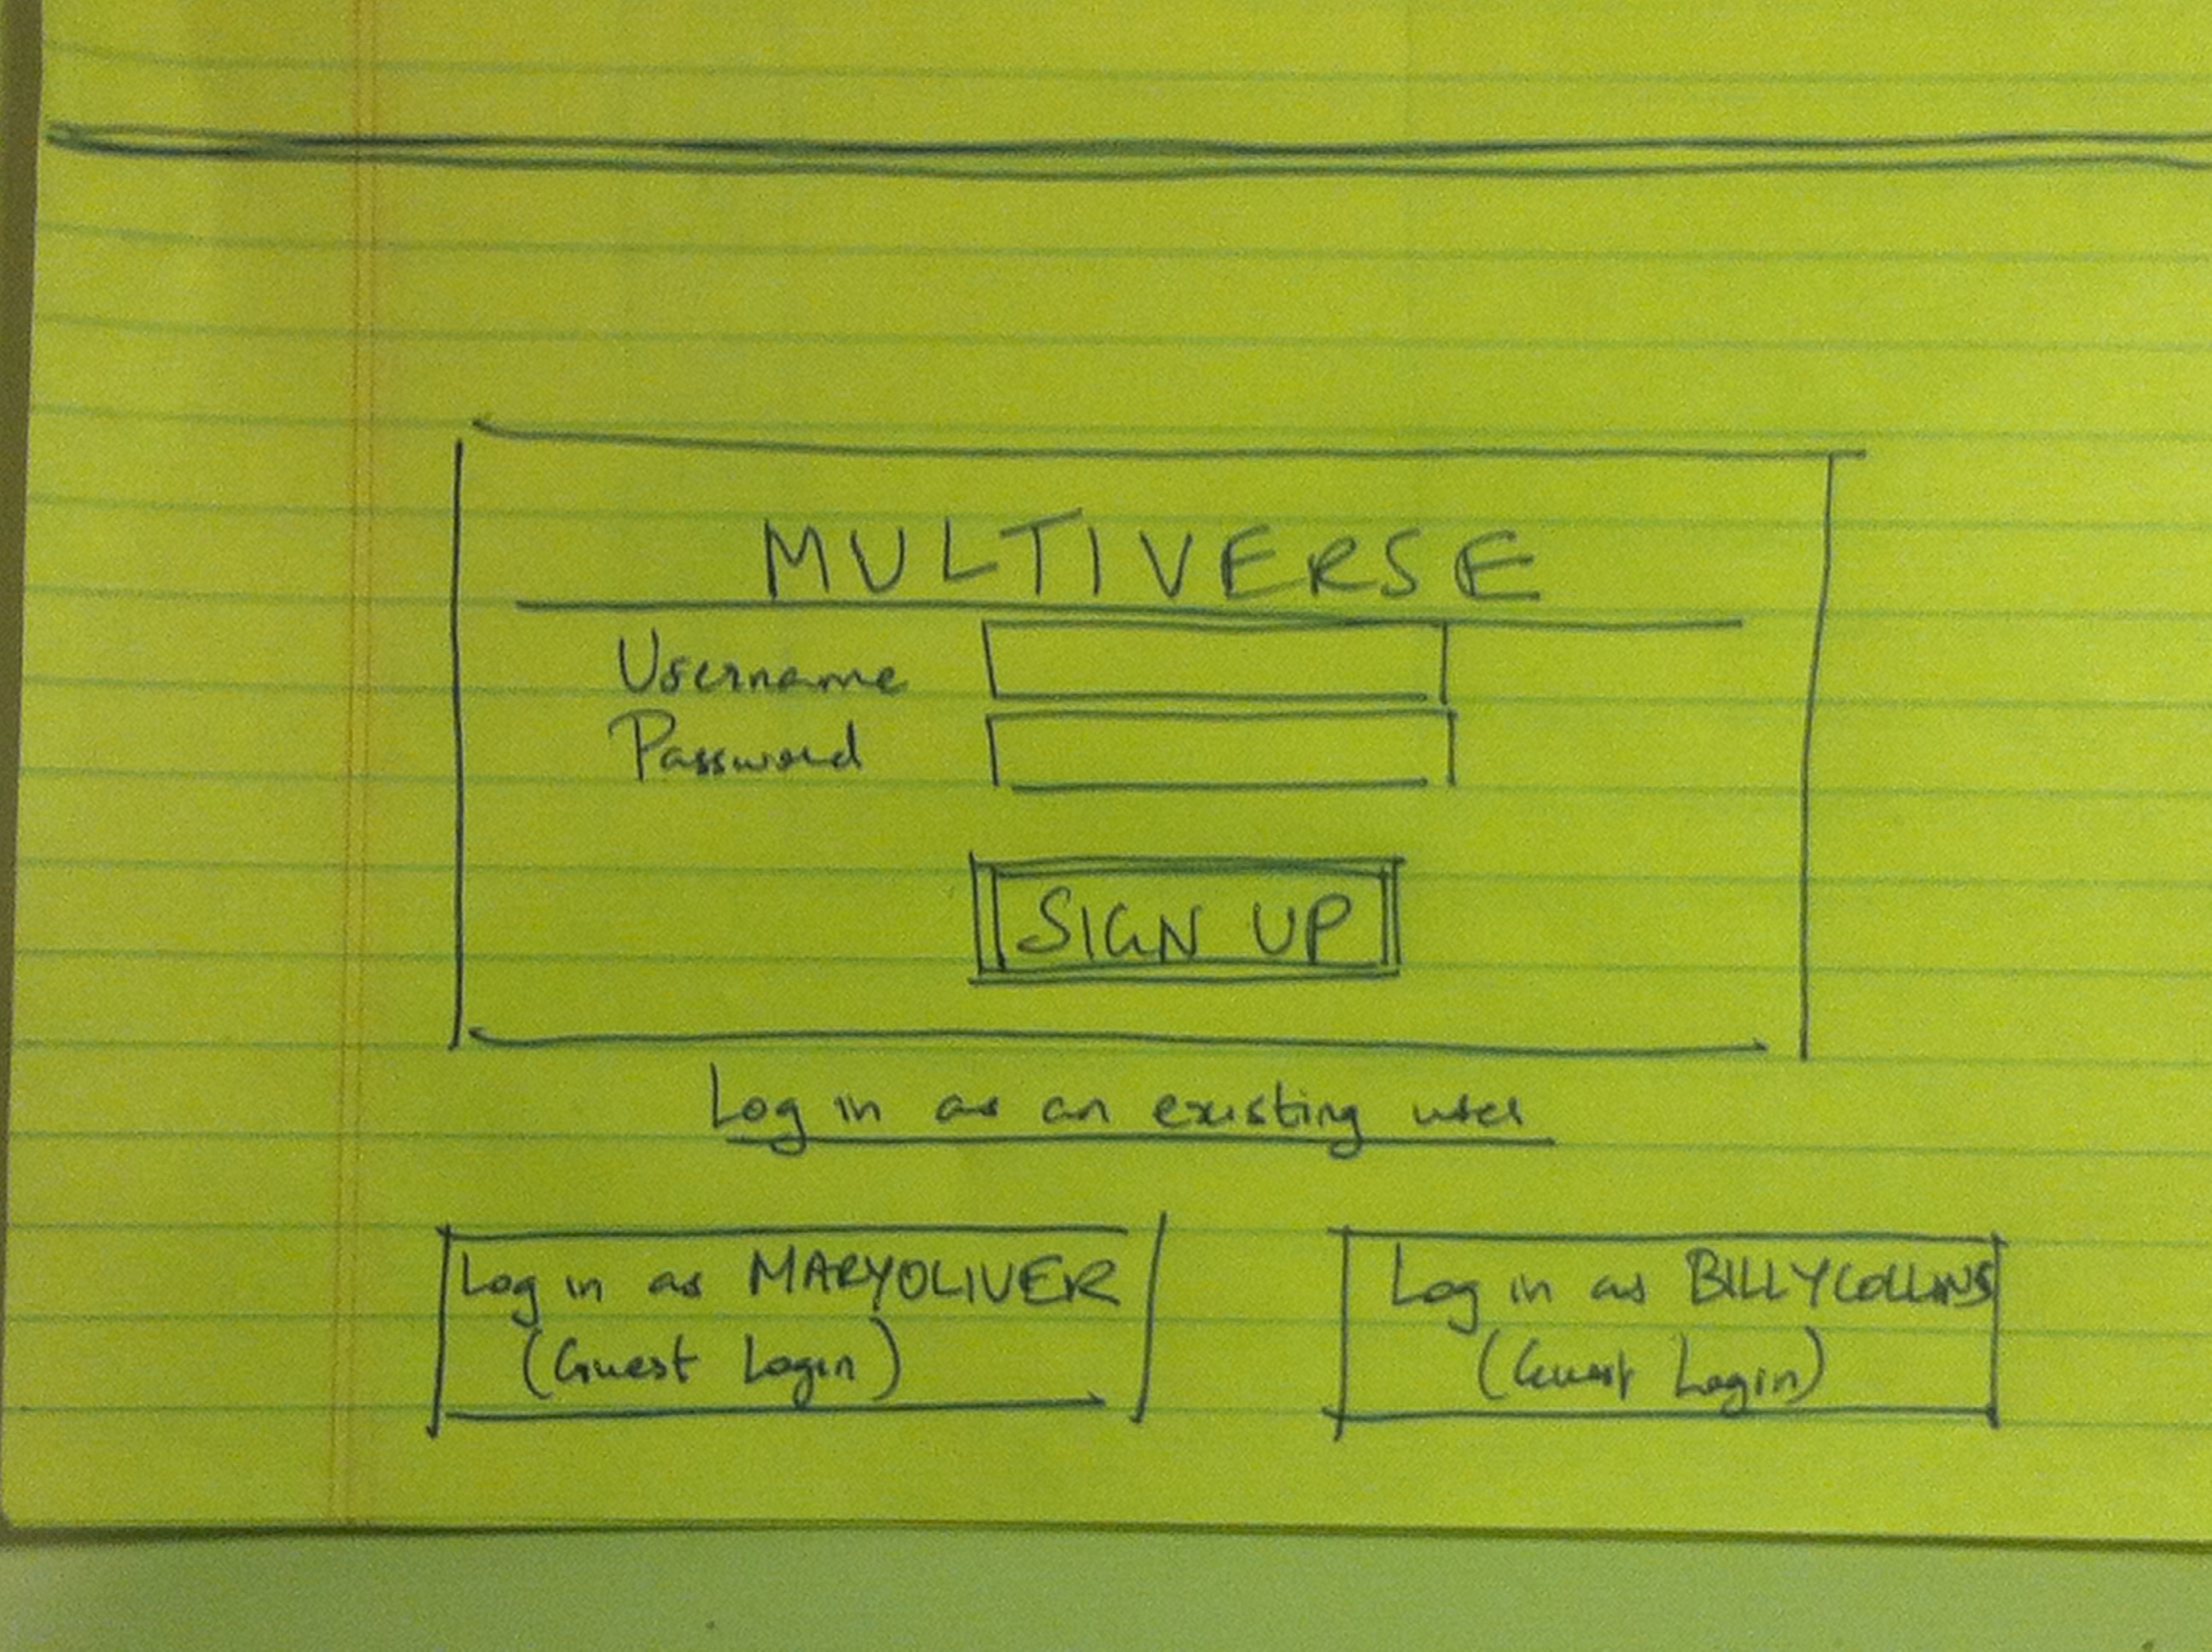 MULTIVERSE
Username
Password
SIGN UP
Log in as an existing user
Log in as MARYOLIVER
(Guest Login)
Log in as BILLYCOLLINS
(Guest Login)